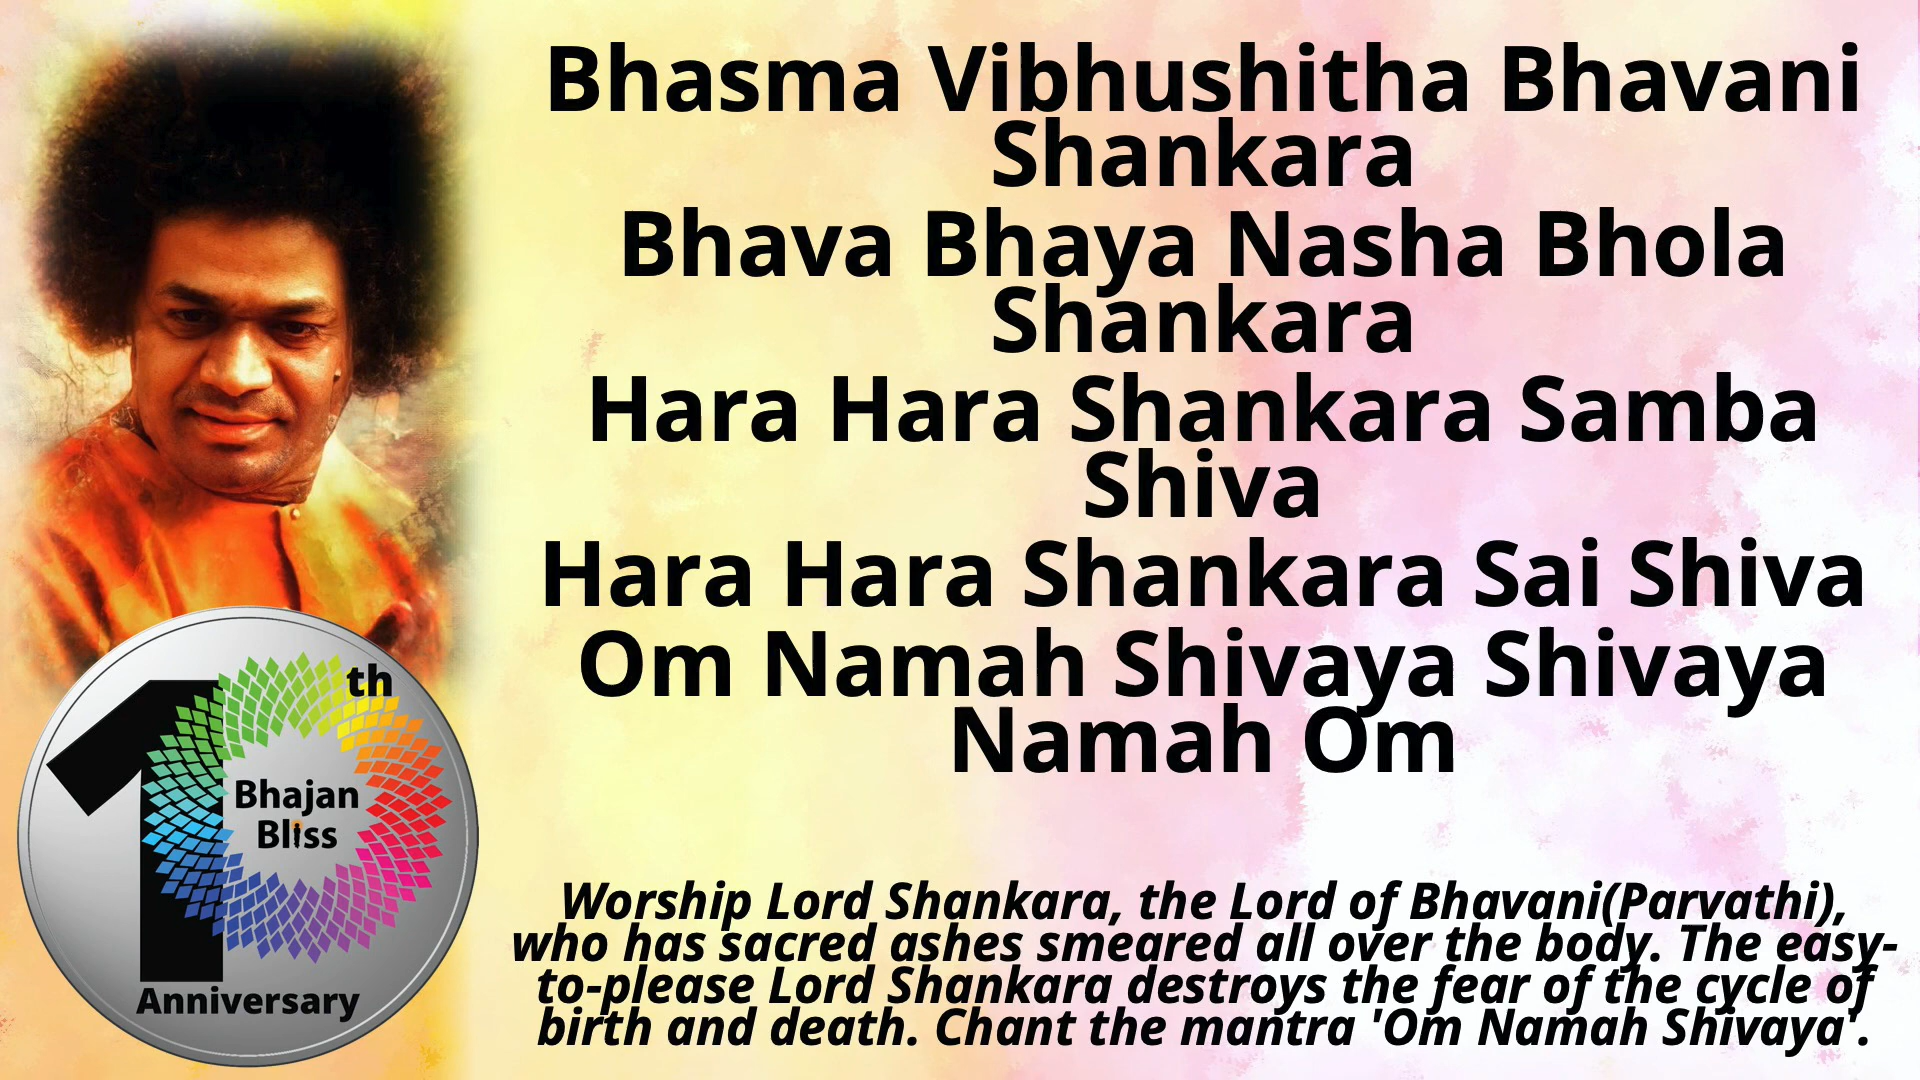 Bhasma Vibhushitha Bhavani
Shankara
Bhava Bhaya Nasha Bhola
Shankara
Hara Hara Shankara Samba
Shiva
Hara Hara Shankara Sai Shiva
Om Namah Shivaya Shivaya
Namah Om
Worship Lord Shankara, the Lord of Bhavani(Parvathi),
who has sacred ashes smeared all over the body. The easy-
to-please Lord Shankara destroys the fear of the cycle of
birth and death. Chant the mantra 'Om Namah Shivaya'.
10th
Bhajan
Bliss
Anniversary